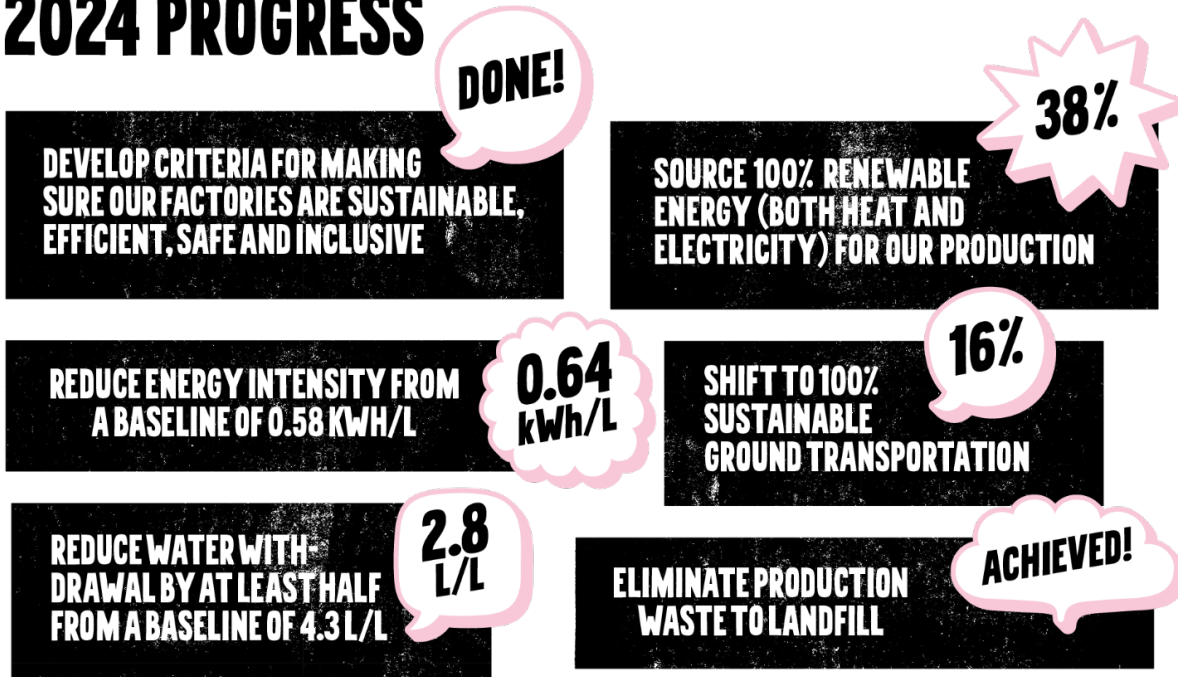 2024 PROGRESS
DONE!
DEVELOP CRITERIA FOR MAKING
SURE OUR FACTORIES ARE SUSTAINABLE,
EFFICIENT, SAFE AND INCLUSIVE
38%
SOURCE 100% RENEWABLE
ENERGY (BOTH HEAT AND
ELECTRICITY) FOR OUR PRODUCTION
REDUCE ENERGY INTENSITY FROM
A BASELINE OF 0.58 KWH/L
0.64
kWh/L
16%
SHIFT TO 100%
SUSTAINABLE
GROUND TRANSPORTATION
REDUCE WATER WITH-
DRAWAL BY AT LEAST HALF
FROM A BASELINE OF 4.3 L/L
2.8
L/L
ACHIEVED!
ELIMINATE PRODUCTION
WASTE TO LANDFILL